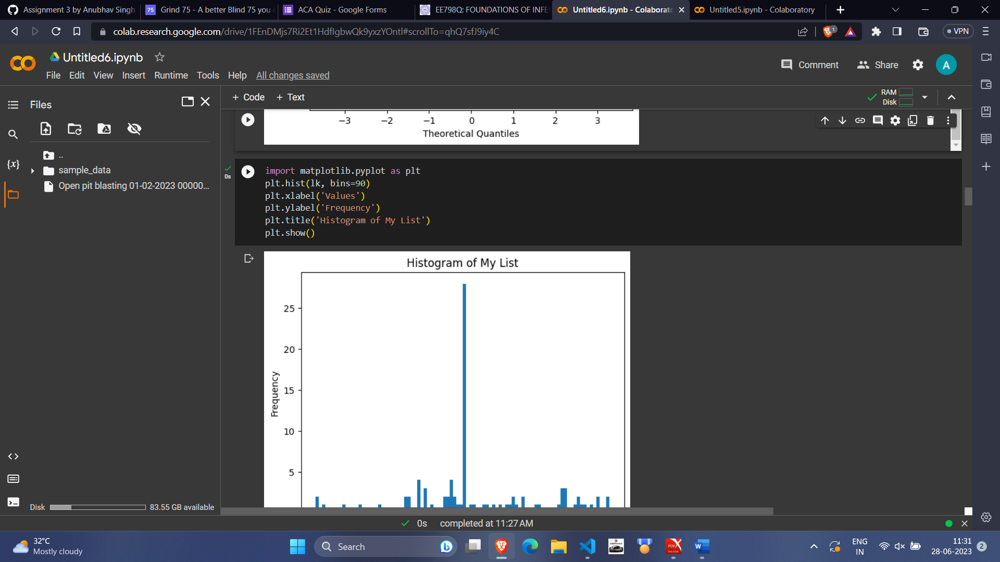 Assignment 3 by Anubhav Singh
75 Grind 75 - A better Blind 75 you
ACA Quiz - Google Forms
EE798Q: FOUNDATIONS OF INFE
Untitled6.ipynb - Colaborato
Untitled5.ipynb - Colaboratory
colab.research.google.com/drive/1FEnDMjs7Ri2Et1HdfIgbwQk9yxzYOntl#scrollTo=qhQ7sfJ9iy4C
1
VPN
Untitled6.ipynb
File Edit View Insert Runtime Tools Help All changes saved
Comment
Share
A
Files
+ Code + Text
RAM
Disk
{x}
..
sample_data
Open pit blasting 01-02-2023 00000...
Disk 83.55 GB available
−3 −2 −1 0 1 2 3
Theoretical Quantiles
0s
import matplotlib.pyplot as plt
plt.hist(lk, bins=90)
plt.xlabel('Values')
plt.ylabel('Frequency')
plt.title('Histogram of My List')
plt.show()
Histogram of My List
25
20
15
10
5
Frequency
0s completed at 11:27 AM
32°C
Mostly cloudy
Search
ENG
IN
11:31
28-06-2023
2